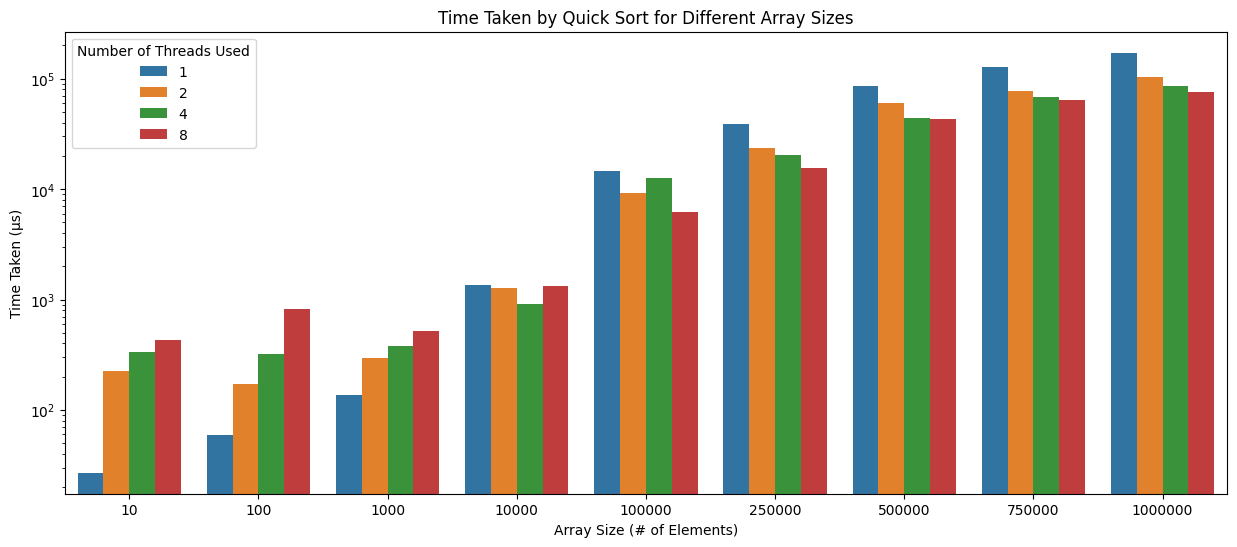 Time Taken by Quick Sort for Different Array Sizes
Number of Threads Used
1
2
4
8
10⁵
10⁴
10³
10²
Time Taken (µs)
10 100 1000 10000 100000 250000 500000 750000 1000000
Array Size (# of Elements)